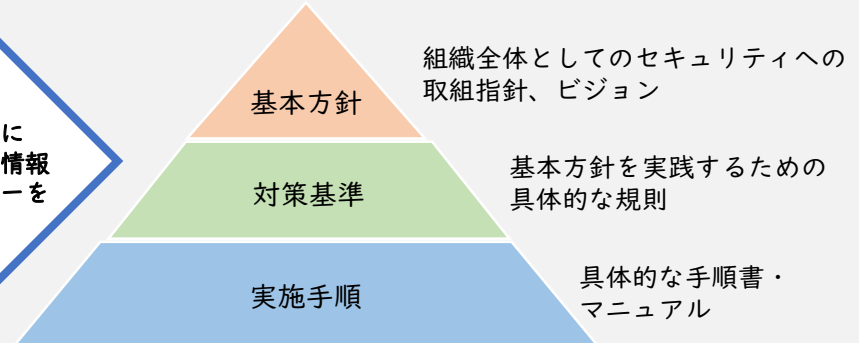 に
情報
ーを
基本方針
組織全体としてのセキュリティへの
取組指針、ビジョン
対策基準
基本方針を実践するための
具体的な規則
実施手順
具体的な手順書・
マニュアル